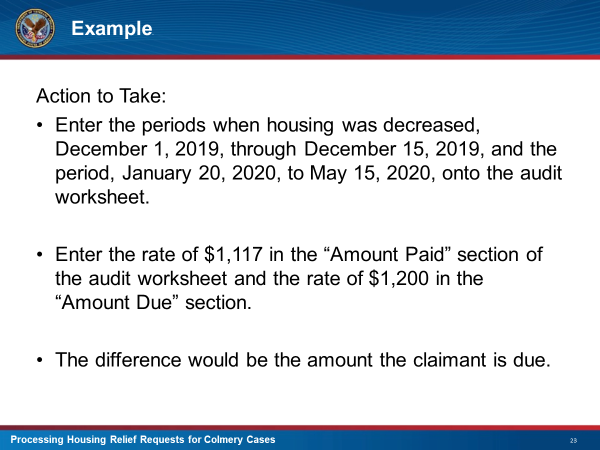 Example
Action to Take:
• Enter the periods when housing was decreased,
December 1, 2019, through December 15, 2019, and the
period, January 20, 2020, to May 15, 2020, onto the audit
worksheet.
• Enter the rate of $1,117 in the “Amount Paid” section of
the audit worksheet and the rate of $1,200 in the
“Amount Due” section.
• The difference would be the amount the claimant is due.
Processing Housing Relief Requests for Colmery Cases
23